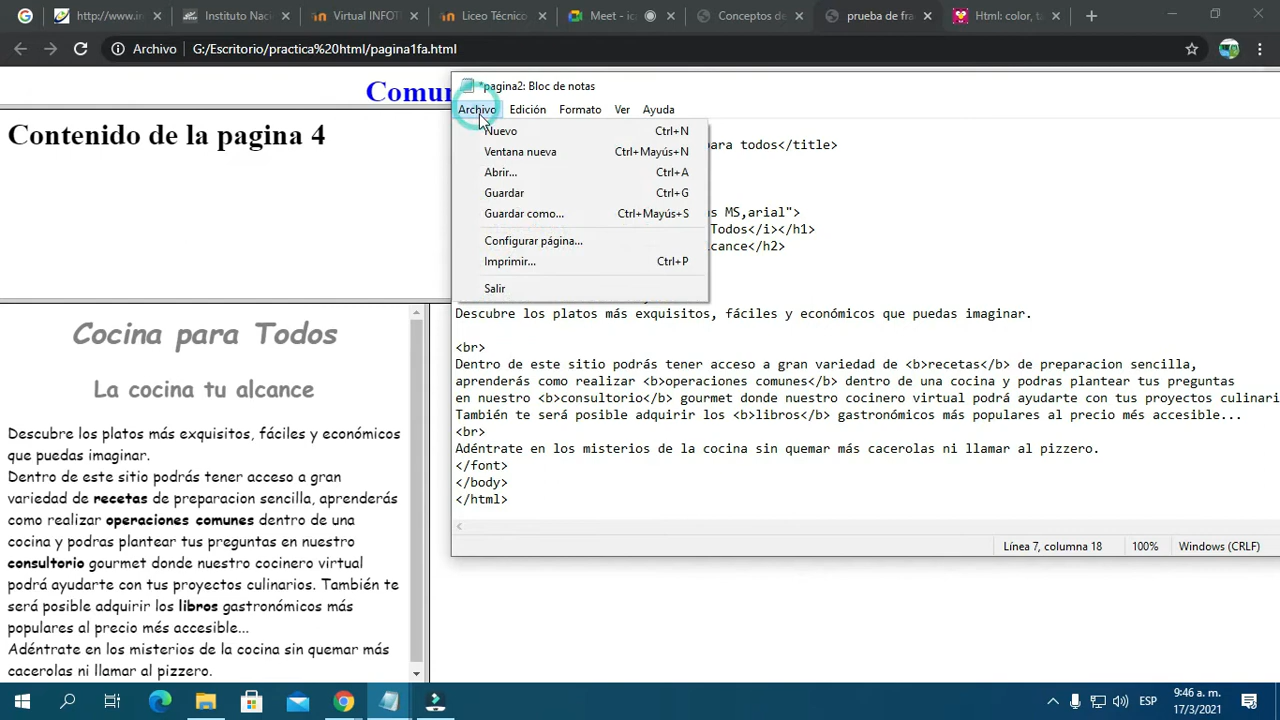 http://www.in
Instituto Nac
Virtual INFOT
Liceo Técnico
Meet - ic
Conceptos de
prueba de fra
Html: color, ta
Archivo
G:/Escritorio/practica%20html/pagina1fa.html
Comu
Contenido de la pagina 4
*pagina2: Bloc de notas
Archivo Edición Formato Ver Ayuda
Nuevo Ctrl+N
Ventana nueva Ctrl+Mayús+N
Abrir... Ctrl+A
Guardar Ctrl+G
Guardar como... Ctrl+Mayús+S
Configurar página...
Imprimir... Ctrl+P
Salir
para todos</title>
s MS,arial">
Todos</i></h1>
lcance</h2>
Descubre los platos más exquisitos, fáciles y económicos que puedas imaginar.
<br>
Dentro de este sitio podrás tener acceso a gran variedad de <b>recetas</b> de preparacion sencilla,
aprenderás como realizar <b>operaciones comunes</b> dentro de una cocina y podras plantear tus preguntas
en nuestro <b>consultorio</b> gourmet donde nuestro cocinero virtual podrá ayudarte con tus proyectos culinari
También te será posible adquirir los <b>libros</b> gastronómicos más populares al precio més accesible...
<br>
Adéntrate en los misterios de la cocina sin quemar más cacerolas ni llamar al pizzero.
</font>
</body>
</html>
Línea 7, columna 18 100% Windows (CRLF)
Cocina para Todos
La cocina tu alcance
Descubre los platos más exquisitos, fáciles y económicos
que puedas imaginar.
Dentro de este sitio podrás tener acceso a gran
variedad de recetas de preparacion sencilla, aprenderás
como realizar operaciones comunes dentro de una
cocina y podras plantear tus preguntas en nuestro
consultorio gourmet donde nuestro cocinero virtual
podrá ayudarte con tus proyectos culinarios. También te
será posible adquirir los libros gastronómicos más
populares al precio més accesible...
Adéntrate en los misterios de la cocina sin quemar más
cacerolas ni llamar al pizzero.
ESP
9:46 a. m.
17/3/2021